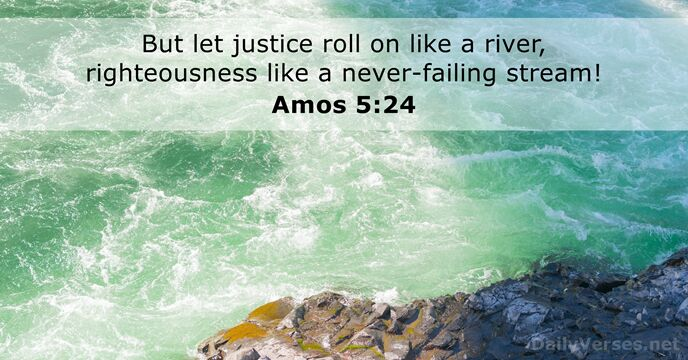 But let justice roll on like a river,
righteousness like a never-failing stream!
Amos 5:24
DailyVerses.net